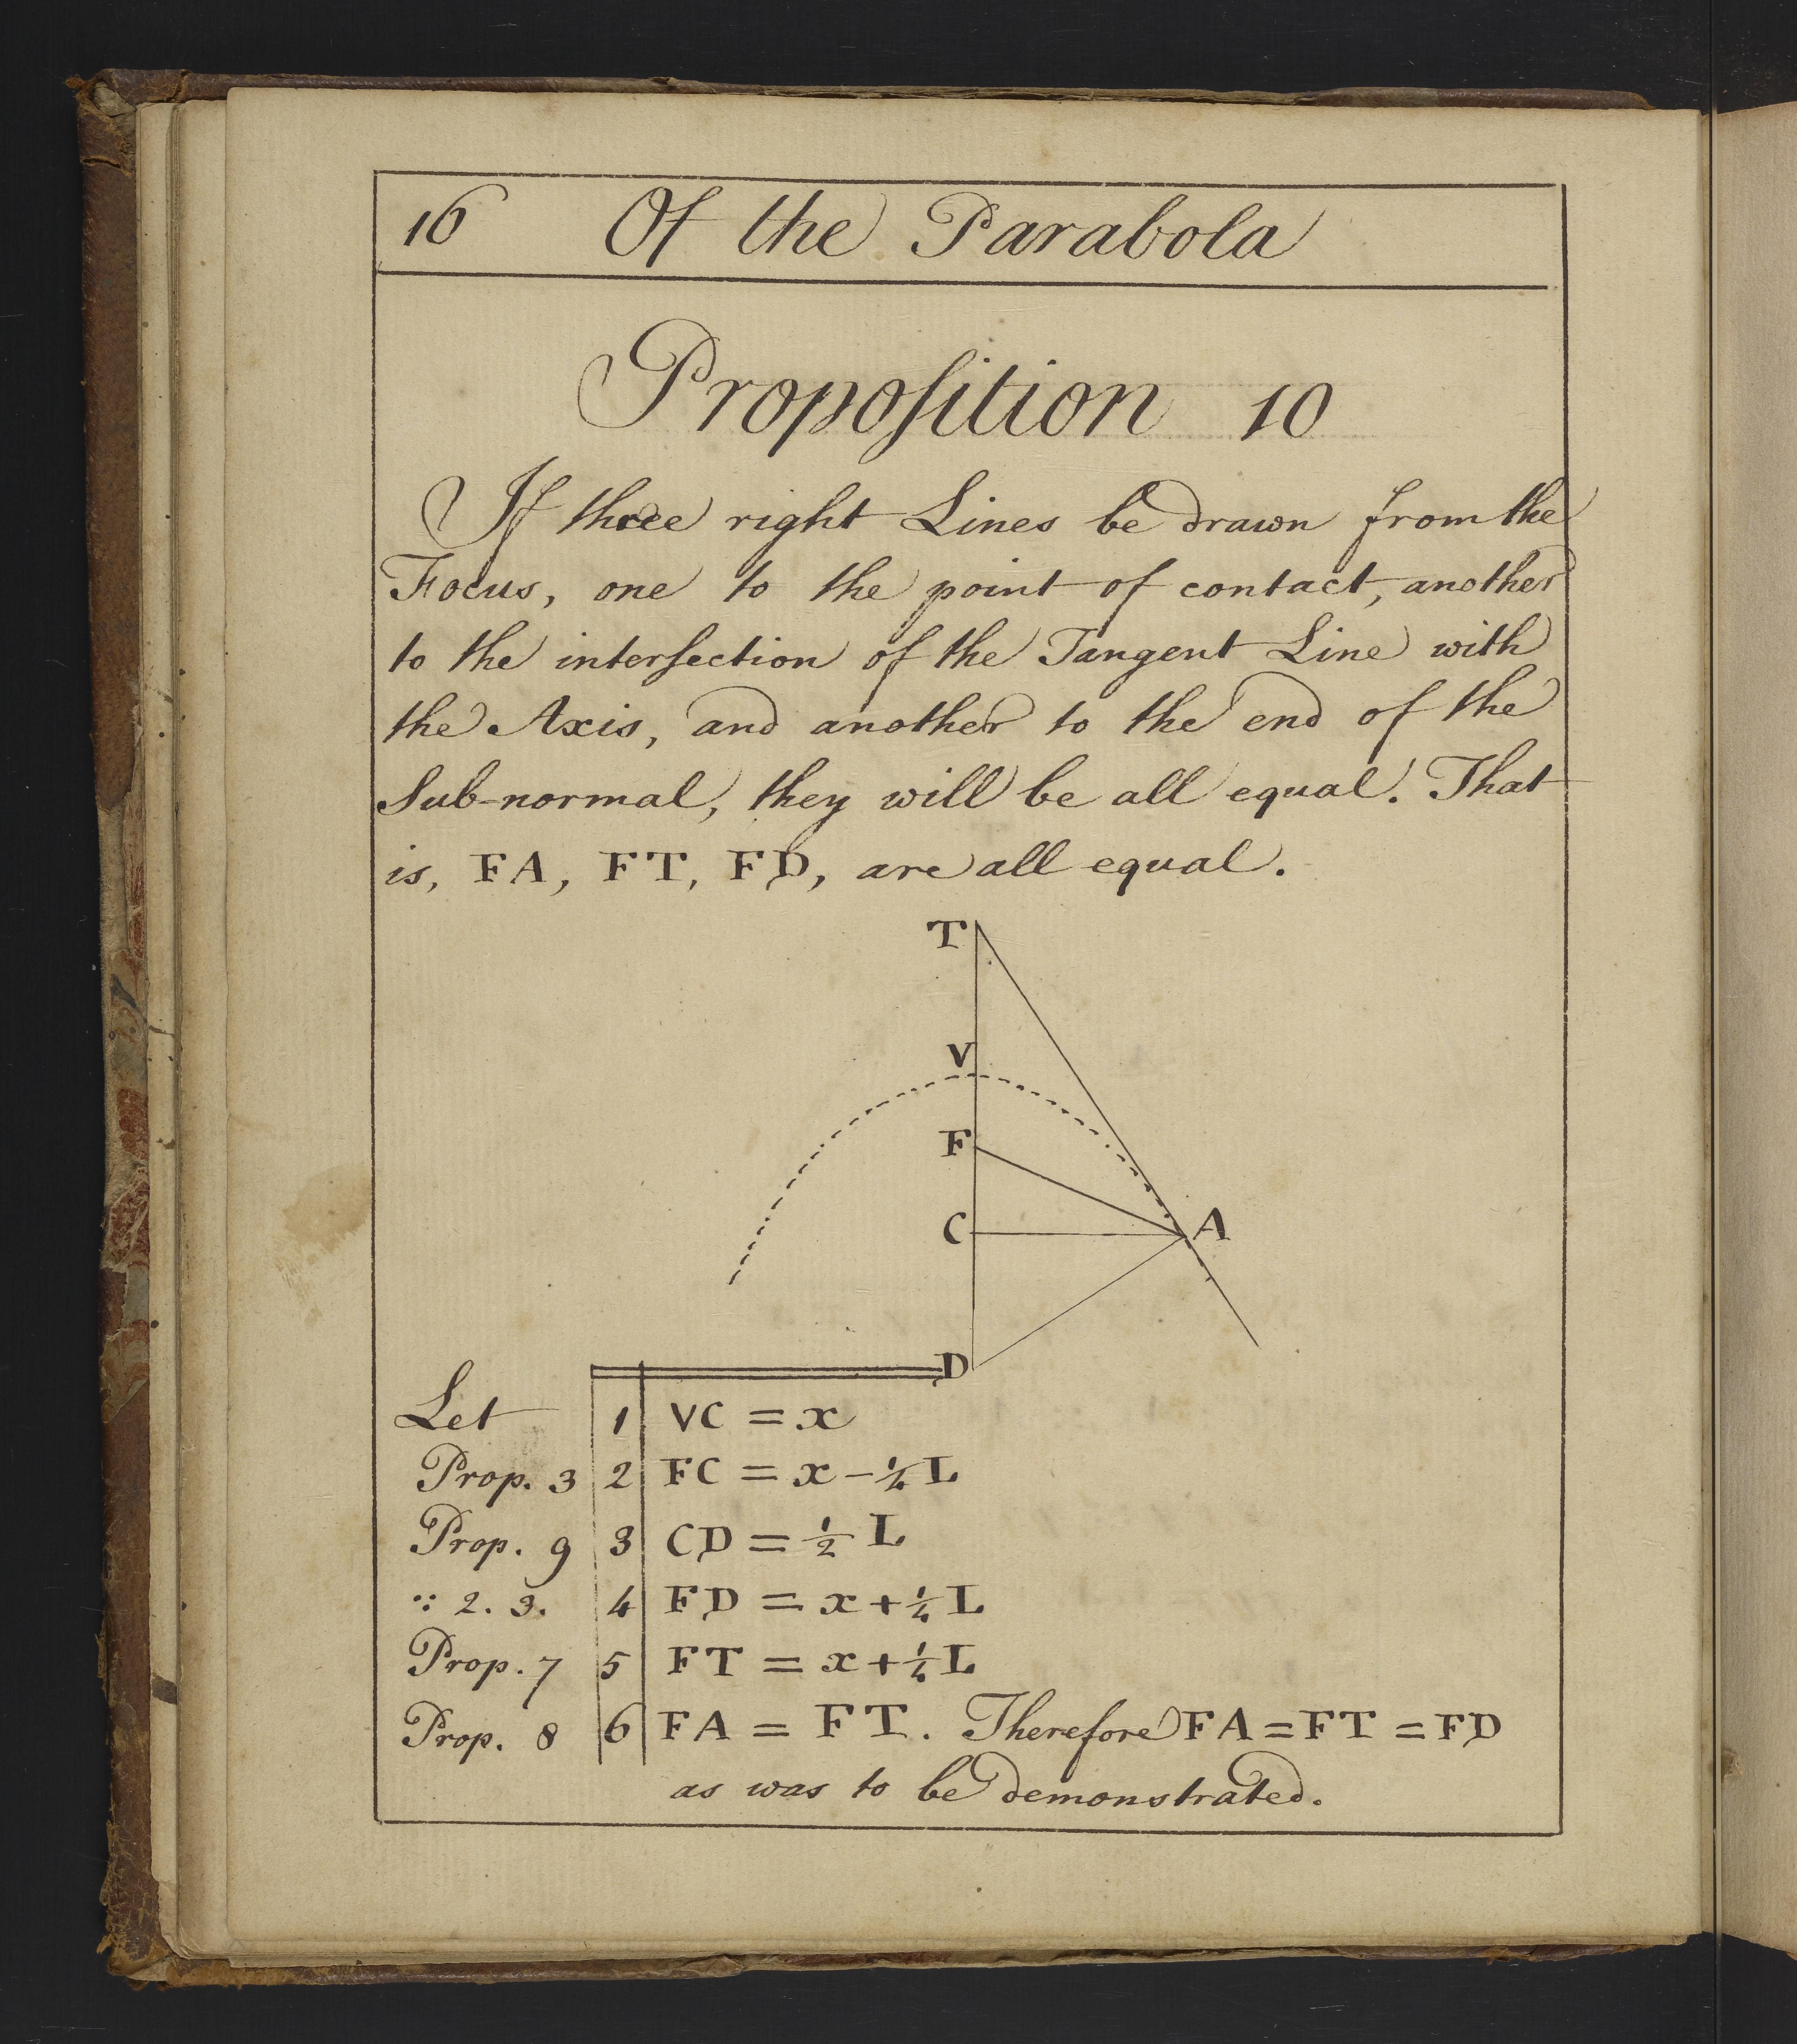 16 Of the Parabola
Propoſition 10
If three right Lines be drawn from the
Focus, one to the point of contact, another
to the interſection of the Tangent Line with
the Axis, and another to the end of the
Sub-normal, they will be all equal. That
is, FA, FT, FD, are all equal.
T
V
F
C
A
D
Let 1 VC = x
Prop. 3 2 FC = x - ¼ L
Prop. 9 3 CD = ½ L
∵ 2. 3. 4 FD = x + ¼ L
Prop. 7 5 FT = x + ¼ L
Prop. 8 6 FA = FT. Therefore FA = FT = FD
as was to be demonstrated.